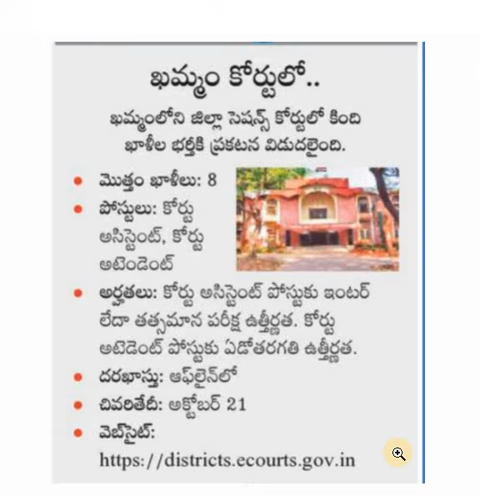 ఖమ్మం కోర్టులో..
ఖమ్మంలోని జిల్లా సెషన్స్ కోర్టులో కింది
ఖాళీల భర్తీకి ప్రకటన విడుదలైంది.
• మొత్తం ఖాళీలు: 8
• పోస్టులు: కోర్టు
అసిస్టెంట్, కోర్టు
అటెండెంట్
• అర్హతలు: కోర్టు అసిస్టెంట్ పోస్టుకు ఇంటర్
లేదా తత్సమాన పరీక్ష ఉత్తీర్ణత. కోర్టు
అటెడెంట్ పోస్టుకు ఏడోతరగతి ఉత్తీర్ణత.
• దరఖాస్తు: ఆఫ్‌లైన్‌లో
• చివరితేదీ: అక్టోబర్ 21
• వెబ్‌సైట్:
https://districts.ecourts.gov.in